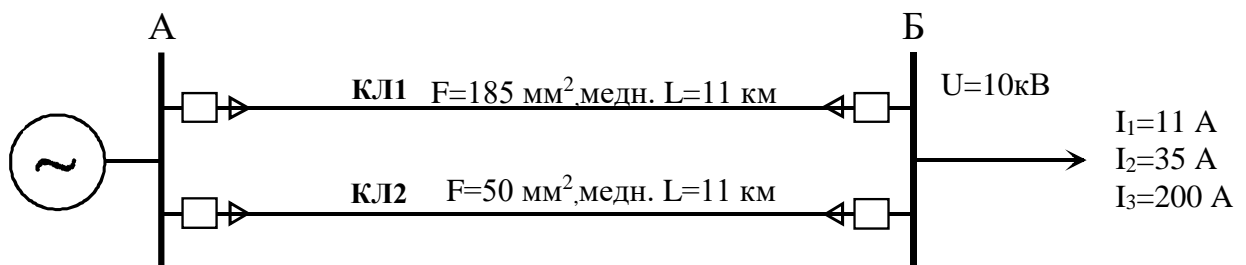 А
Б
КЛ1 F=185 мм²,медн. L=11 км
U=10кВ
I₁=11 А
I₂=35 А
I₃=200 А
~
КЛ2 F=50 мм²,медн. L=11 км